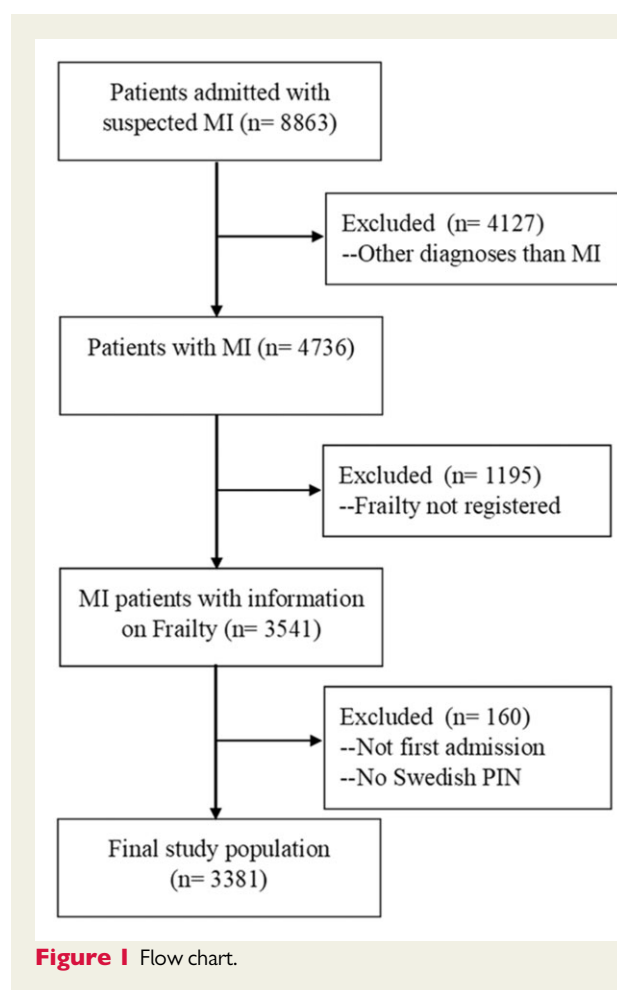 Patients admitted with
suspected MI (n= 8863)
Excluded (n= 4127)
--Other diagnoses than MI
Patients with MI (n= 4736)
Excluded (n= 1195)
--Frailty not registered
MI patients with information
on Frailty (n= 3541)
Excluded (n= 160)
--Not first admission
--No Swedish PIN
Final study population
(n= 3381)
Figure 1 Flow chart.